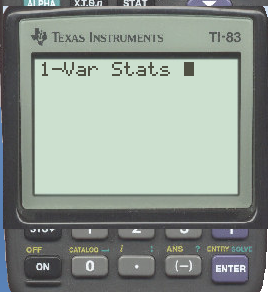 ALPHA X,T,θ,n STAT
TEXAS INSTRUMENTS TI-83
1-Var Stats
STO▸ 1 2 3
OFF CATALOG i : ANS ? ENTRY SOLVE
ON 0 . (-) ENTER